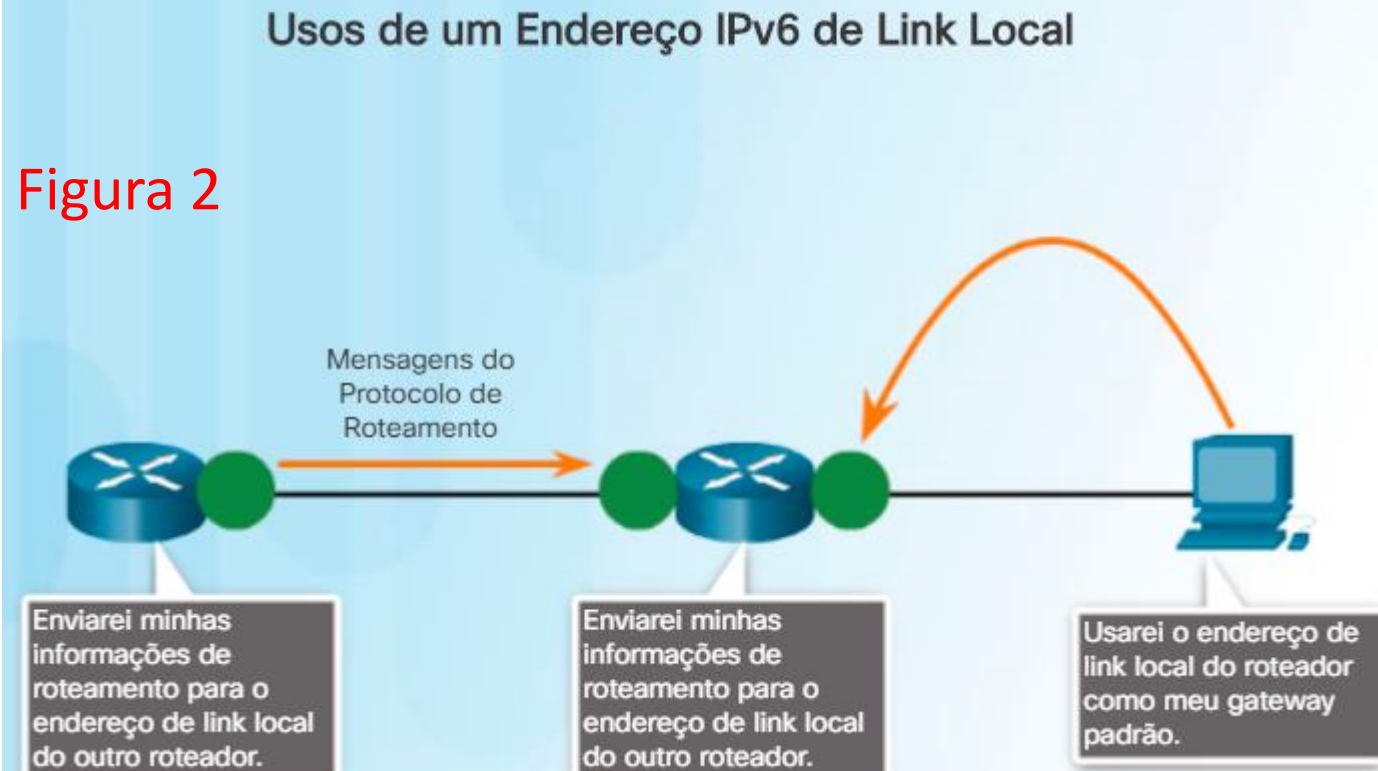 Usos de um Endereço IPv6 de Link Local
Figura 2
Mensagens do
Protocolo de
Roteamento
Enviarei minhas
informações de
roteamento para o
endereço de link local
do outro roteador.
Enviarei minhas
informações de
roteamento para o
endereço de link local
do outro roteador.
Usarei o endereço de
link local do roteador
como meu gateway
padrão.